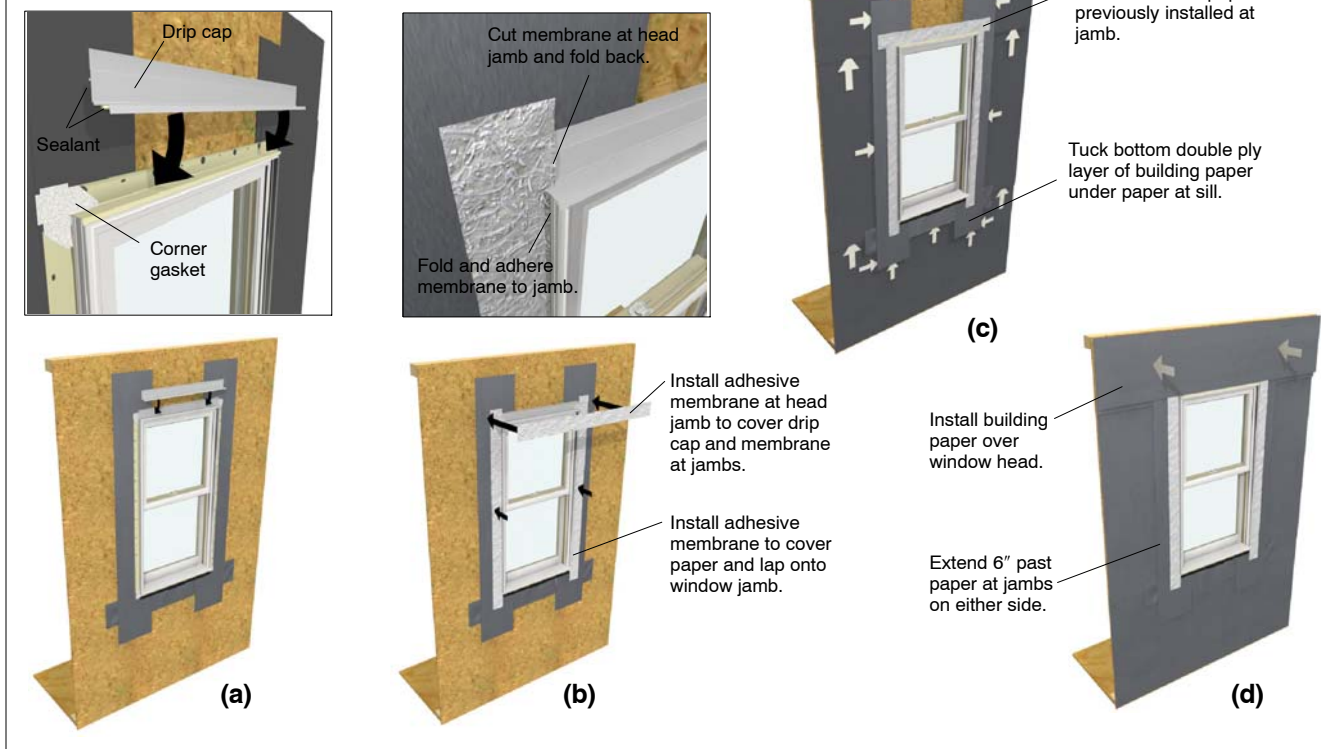 Drip cap
Sealant
Corner
gasket
(a)
Cut membrane at head
jamb and fold back.
Fold and adhere
membrane to jamb.
Install adhesive
membrane at head
jamb to cover drip
cap and membrane
at jambs.
Install adhesive
membrane to cover
paper and lap onto
window jamb.
(b)
previously installed at
jamb.
Tuck bottom double ply
layer of building paper
under paper at sill.
(c)
Install building
paper over
window head.
Extend 6″ past
paper at jambs
on either side.
(d)